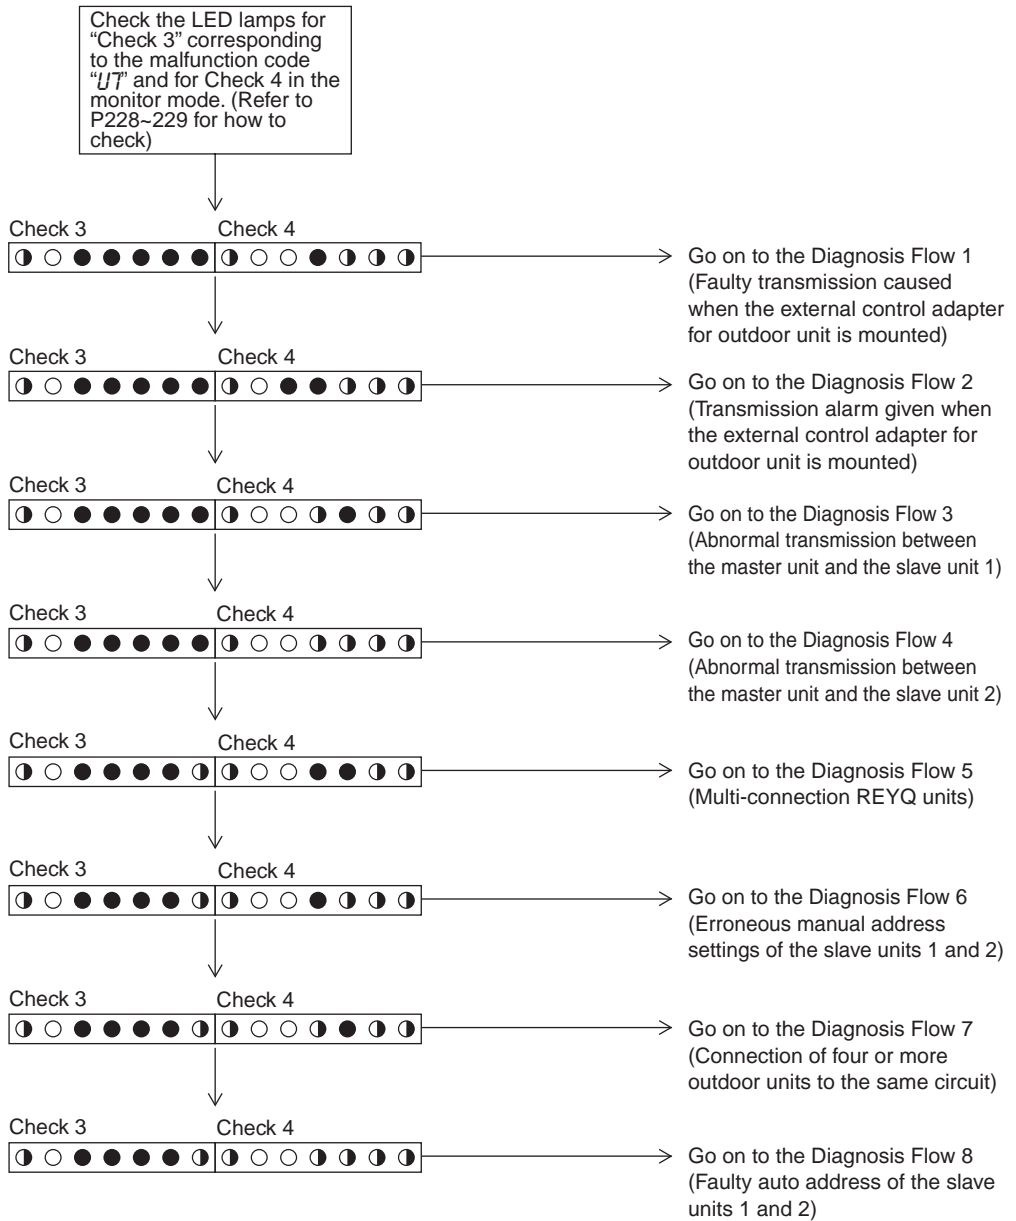 Check the LED lamps for
“Check 3” corresponding
to the malfunction code
“U7” and for Check 4 in the
monitor mode. (Refer to
P228~229 for how to
check)
Check 3 Check 4
Go on to the Diagnosis Flow 1
(Faulty transmission caused
when the external control adapter
for outdoor unit is mounted)
Check 3 Check 4
Go on to the Diagnosis Flow 2
(Transmission alarm given when
the external control adapter for
outdoor unit is mounted)
Check 3 Check 4
Go on to the Diagnosis Flow 3
(Abnormal transmission between
the master unit and the slave unit 1)
Check 3 Check 4
Go on to the Diagnosis Flow 4
(Abnormal transmission between
the master unit and the slave unit 2)
Check 3 Check 4
Go on to the Diagnosis Flow 5
(Multi-connection REYQ units)
Check 3 Check 4
Go on to the Diagnosis Flow 6
(Erroneous manual address
settings of the slave units 1 and 2)
Check 3 Check 4
Go on to the Diagnosis Flow 7
(Connection of four or more
outdoor units to the same circuit)
Check 3 Check 4
Go on to the Diagnosis Flow 8
(Faulty auto address of the slave
units 1 and 2)